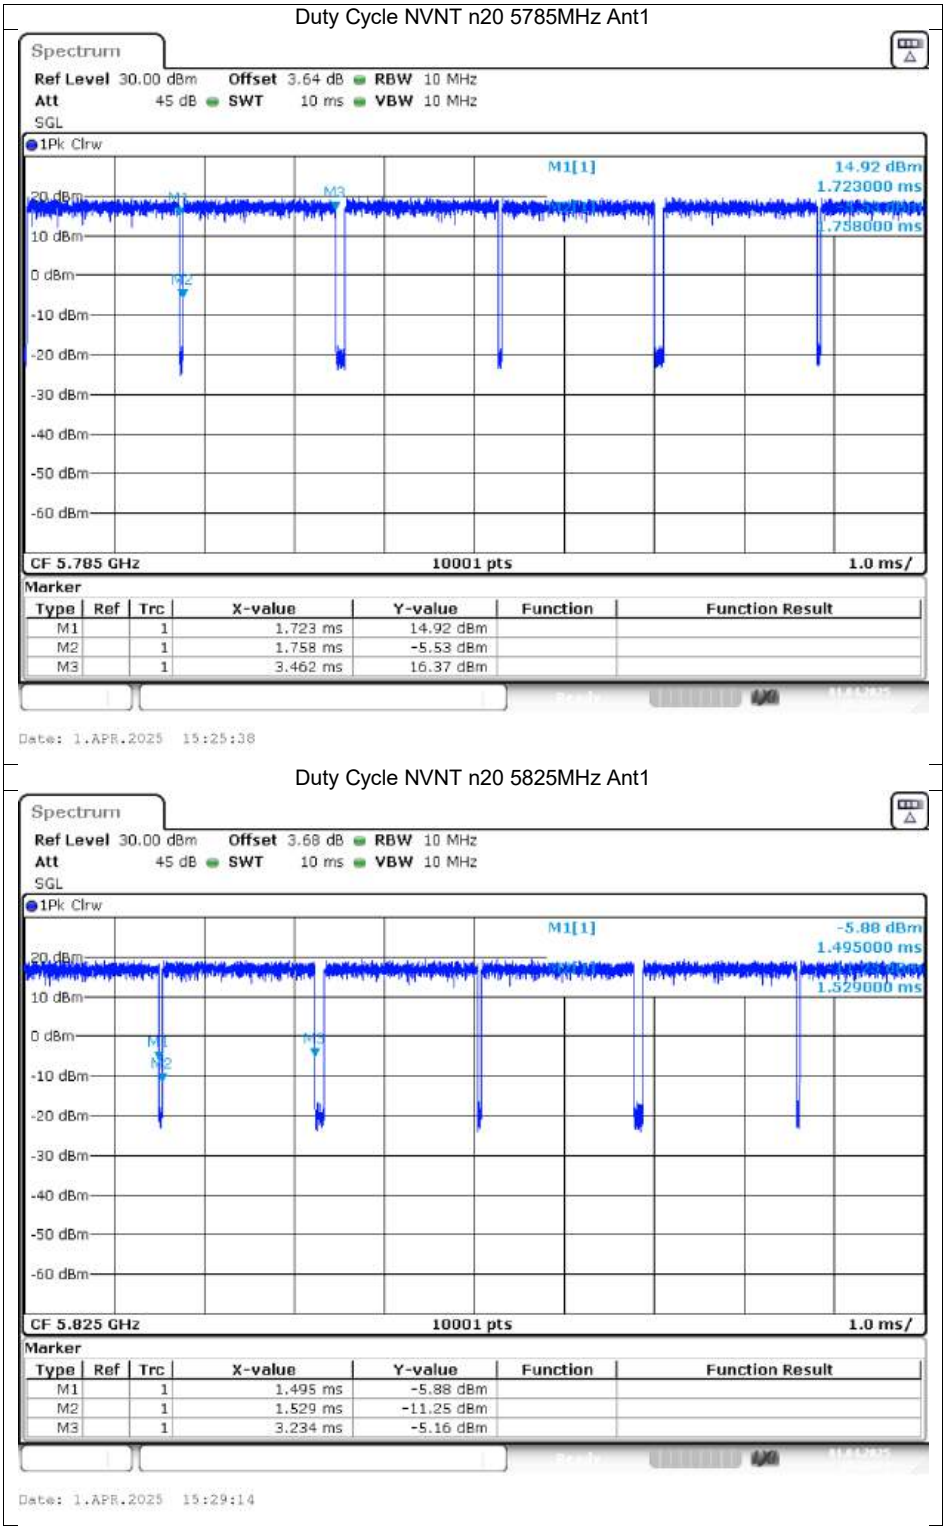 Duty Cycle NVNT n20 5785MHz Ant1
Spectrum
Ref Level 30.00 dBm Offset 3.64 dB RBW 10 MHz
Att 45 dB SWT 10 ms VBW 10 MHz
SGL
1Pk Clrw
M1[1] 14.92 dBm
1.723000 ms
20 dBm
M1
M3
1.758000 ms
10 dBm
0 dBm
M2
-10 dBm
-20 dBm
-30 dBm
-40 dBm
-50 dBm
-60 dBm
CF 5.785 GHz 10001 pts 1.0 ms/
Marker
Type Ref Trc X-value Y-value Function Function Result
M1 1 1.723 ms 14.92 dBm
M2 1 1.758 ms -5.53 dBm
M3 1 3.462 ms 16.37 dBm
Date: 1.APR.2025 15:25:38
Duty Cycle NVNT n20 5825MHz Ant1
Spectrum
Ref Level 30.00 dBm Offset 3.68 dB RBW 10 MHz
Att 45 dB SWT 10 ms VBW 10 MHz
SGL
1Pk Clrw
M1[1] -5.88 dBm
1.495000 ms
20 dBm
1.529000 ms
10 dBm
0 dBm
M1
M3
M2
-10 dBm
-20 dBm
-30 dBm
-40 dBm
-50 dBm
-60 dBm
CF 5.825 GHz 10001 pts 1.0 ms/
Marker
Type Ref Trc X-value Y-value Function Function Result
M1 1 1.495 ms -5.88 dBm
M2 1 1.529 ms -11.25 dBm
M3 1 3.234 ms -5.16 dBm
Date: 1.APR.2025 15:29:14